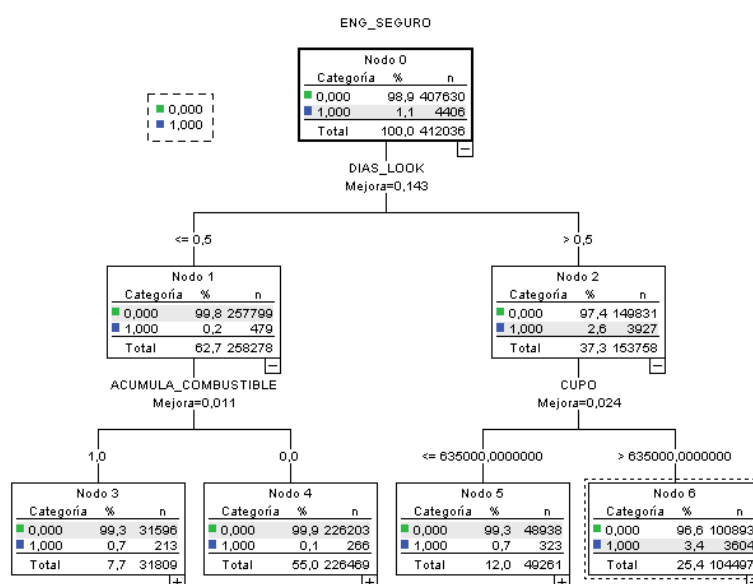 ENG_SEGURO
Nodo 0
Categoría % n
0,000 98,9 407630
1,000 1,1 4406
Total 100,0 412036
0,000
1,000
DIAS_LOOK
Mejora=0,143
<= 0,5
> 0,5
Nodo 1
Categoría % n
0,000 99,8 257799
1,000 0,2 479
Total 62,7 258278
Nodo 2
Categoría % n
0,000 97,4 149831
1,000 2,6 3927
Total 37,3 153758
ACUMULA_COMBUSTIBLE
Mejora=0,011
CUPO
Mejora=0,024
1,0
0,0
<= 635000,0000000
> 635000,0000000
Nodo 3
Categoría % n
0,000 99,3 31596
1,000 0,7 213
Total 7,7 31809
Nodo 4
Categoría % n
0,000 99,9 226203
1,000 0,1 266
Total 55,0 226469
Nodo 5
Categoría % n
0,000 99,3 48938
1,000 0,7 323
Total 12,0 49261
Nodo 6
Categoría % n
0,000 96,6 100893
1,000 3,4 3604
Total 25,4 104497